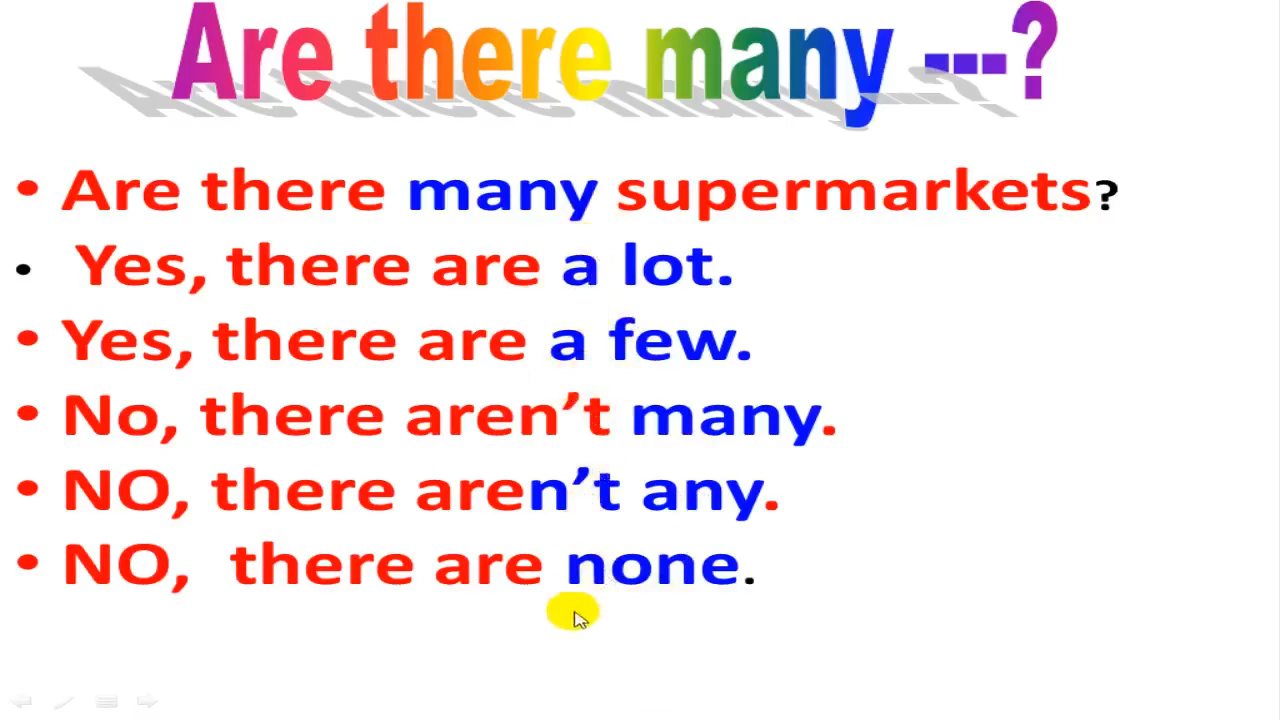 Are there many ---?
• Are there many supermarkets?
• Yes, there are a lot.
• Yes, there are a few.
• No, there aren’t many.
• NO, there aren’t any.
• NO, there are none.